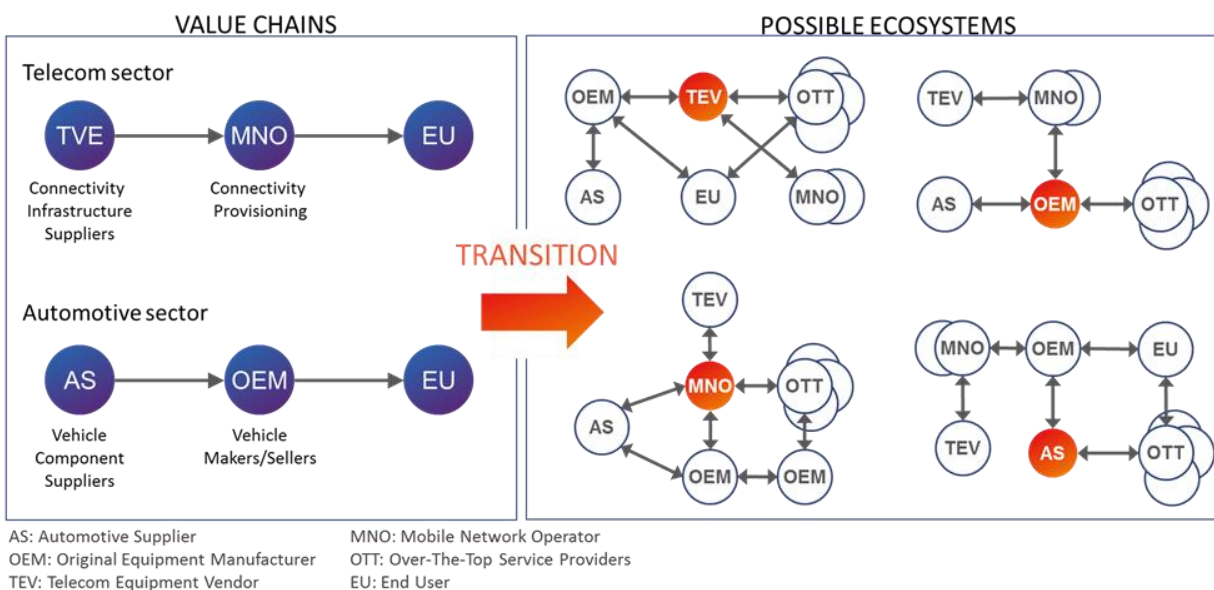 VALUE CHAINS
Telecom sector
TVE
MNO
EU
Connectivity
Infrastructure
Suppliers
Connectivity
Provisioning
Automotive sector
AS
OEM
EU
Vehicle
Component
Suppliers
Vehicle
Makers/Sellers
TRANSITION
POSSIBLE ECOSYSTEMS
OEM
TEV
OTT
AS
EU
MNO
TEV
MNO
AS
OEM
OTT
TEV
MNO
OTT
AS
OEM
OEM
MNO
OEM
EU
TEV
AS
OTT
AS: Automotive Supplier
OEM: Original Equipment Manufacturer
TEV: Telecom Equipment Vendor
MNO: Mobile Network Operator
OTT: Over-The-Top Service Providers
EU: End User